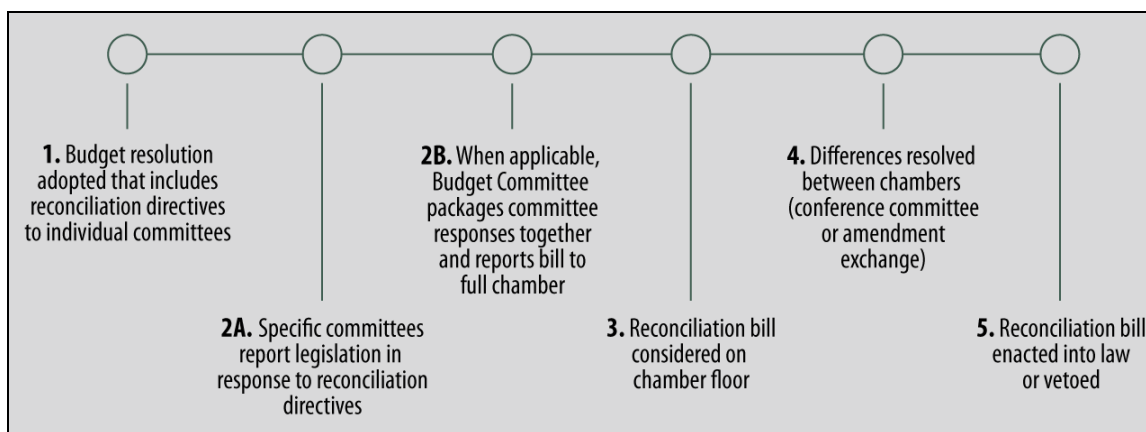 1. Budget resolution
adopted that includes
reconciliation directives
to individual committees
2A. Specific committees
report legislation in
response to reconciliation
directives
2B. When applicable,
Budget Committee
packages committee
responses together
and reports bill to
full chamber
3. Reconciliation bill
considered on
chamber floor
4. Differences resolved
between chambers
(conference committee
or amendment
exchange)
5. Reconciliation bill
enacted into law
or vetoed